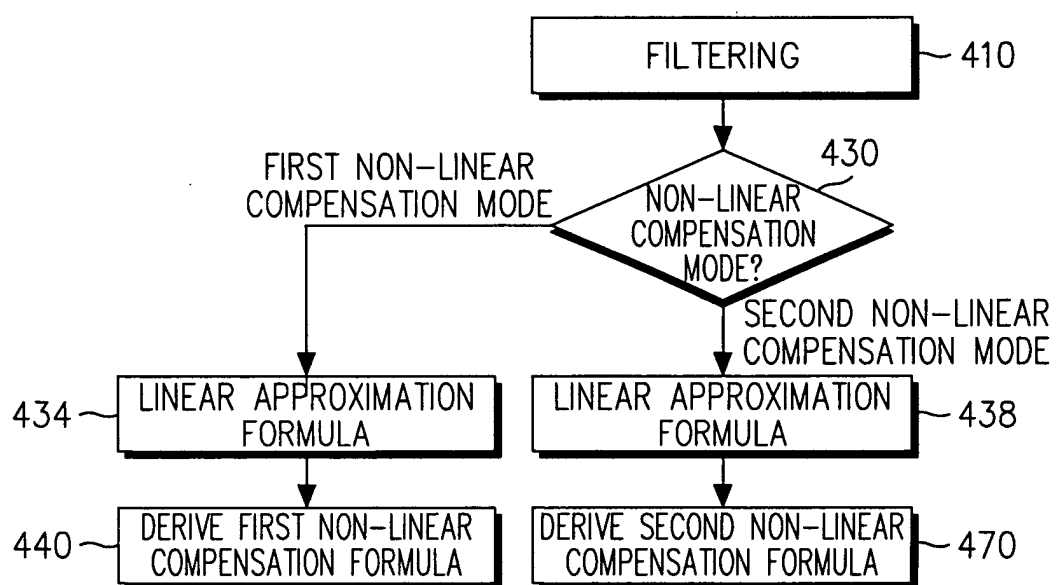 FILTERING
410
FIRST NON-LINEAR
COMPENSATION MODE
430
NON-LINEAR
COMPENSATION
MODE?
SECOND NON-LINEAR
COMPENSATION MODE
434
LINEAR APPROXIMATION
FORMULA
LINEAR APPROXIMATION
FORMULA
438
440
DERIVE FIRST NON-LINEAR
COMPENSATION FORMULA
DERIVE SECOND NON-LINEAR
COMPENSATION FORMULA
470